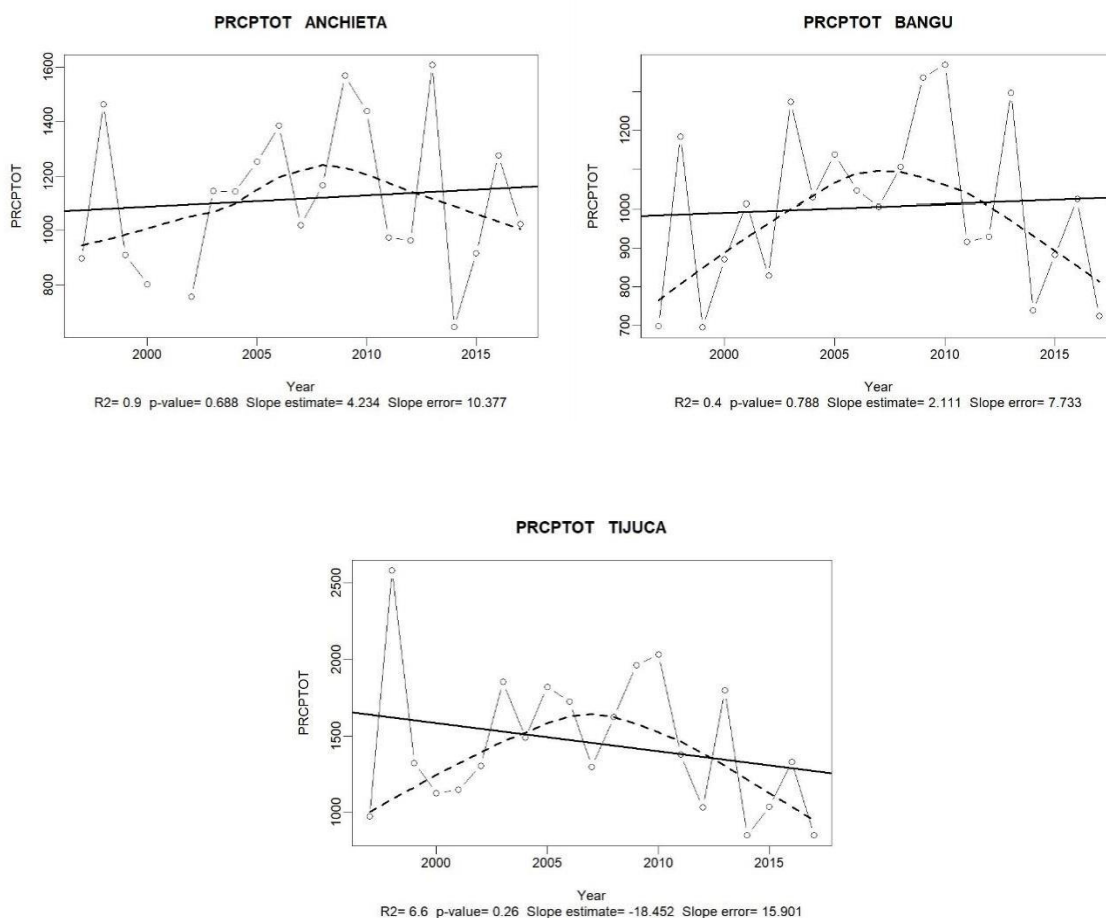 PRCPTOT ANCHIETA
PRCPTOT
1600
1400
1200
1000
800
2000 2005 2010 2015
Year
R2= 0.9 p-value= 0.688 Slope estimate= 4.234 Slope error= 10.377
PRCPTOT BANGU
PRCPTOT
1200
1000
900
800
700
2000 2005 2010 2015
Year
R2= 0.4 p-value= 0.788 Slope estimate= 2.111 Slope error= 7.733
PRCPTOT TIJUCA
PRCPTOT
2500
2000
1500
1000
2000 2005 2010 2015
Year
R2= 6.6 p-value= 0.26 Slope estimate= -18.452 Slope error= 15.901